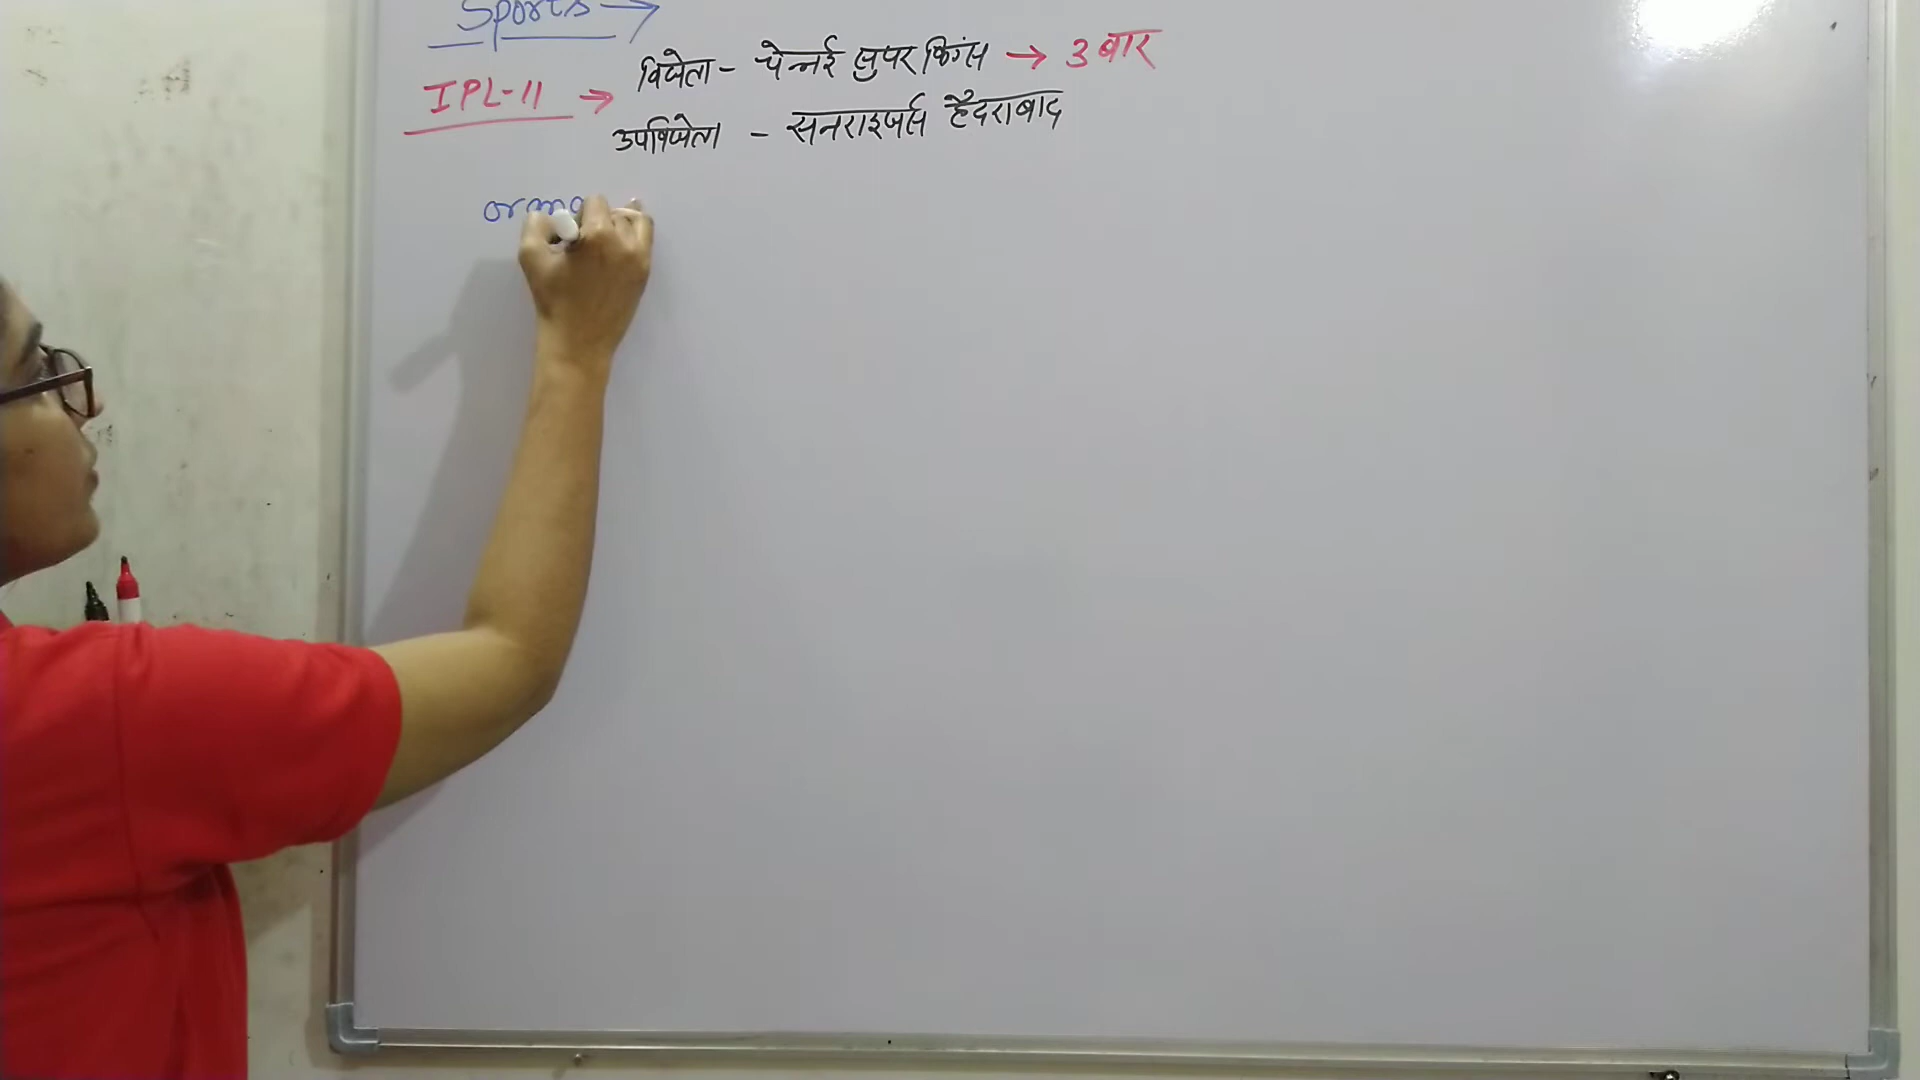 Sports →
IPL-11 → विजेता - चेन्नई सुपर किंग्स → 3 बार
उपविजेता - सनराइजर्स हैदराबाद